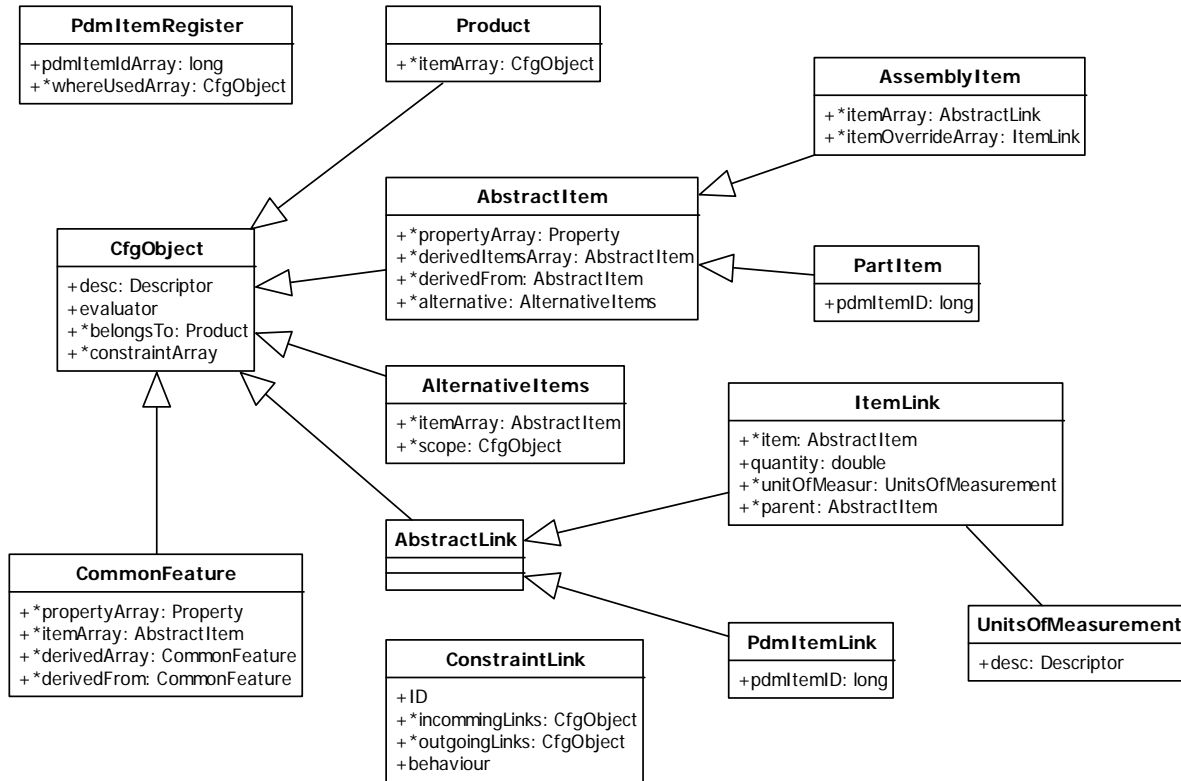 PdmItemRegister
+pdmItemIdArray: long
+*whereUsedArray: CfgObject
Product
+*itemArray: CfgObject
AssemblyItem
+*itemArray: AbstractLink
+*itemOverrideArray: ItemLink
AbstractItem
+*propertyArray: Property
+*derivedItemsArray: AbstractItem
+*derivedFrom: AbstractItem
+*alternative: AlternativeItems
CfgObject
+desc: Descriptor
+evaluator
+*belongsTo: Product
+*constraintArray
PartItem
+pdmItemID: long
AlternativeItems
+*itemArray: AbstractItem
+*scope: CfgObject
ItemLink
+*item: AbstractItem
+quantity: double
+*unitOfMeasur: UnitsOfMeasurement
+*parent: AbstractItem
AbstractLink
CommonFeature
+*propertyArray: Property
+*itemArray: AbstractItem
+*derivedArray: CommonFeature
+*derivedFrom: CommonFeature
UnitsOfMeasurement
+desc: Descriptor
PdmItemLink
+pdmItemID: long
ConstraintLink
+ID
+*incommingLinks: CfgObject
+*outgoingLinks: CfgObject
+behaviour